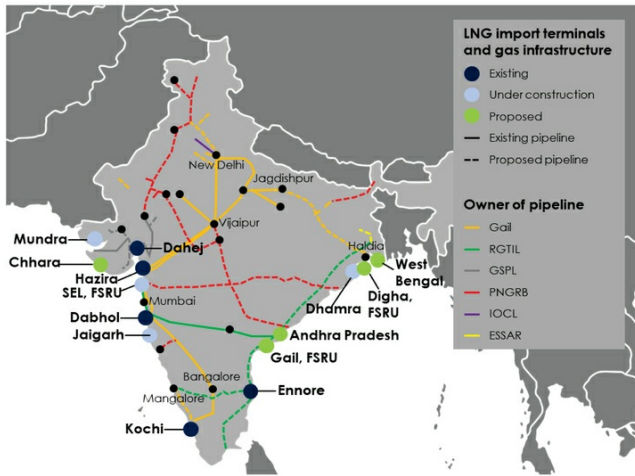 LNG import terminals
and gas infrastructure
Existing
Under construction
Proposed
Existing pipeline
Proposed pipeline
Owner of pipeline
Gail
RGTIL
GSPL
PNGRB
IOCL
ESSAR
New Delhi
Jagdishpur
Vijaipur
Mundra
Dahej
Chhara
Hazira
SEL, FSRU
Mumbai
Haldia
West
Bengal
Dhamra
Digha,
FSRU
Dabhol
Jaigarh
Andhra Pradesh
Gail, FSRU
Bangalore
Mangalore
Ennore
Kochi